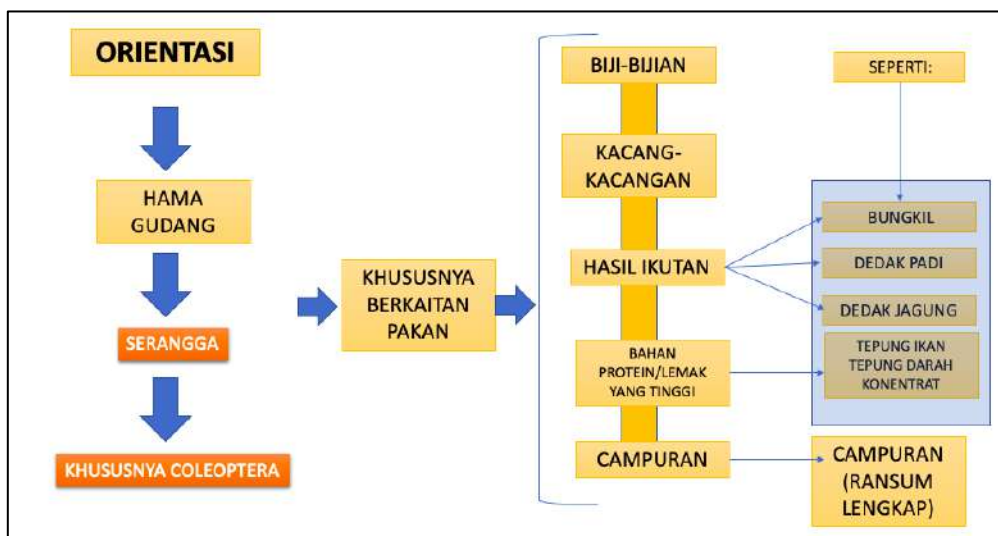 ORIENTASI
HAMA
GUDANG
SERANGGA
KHUSUSNYA COLEOPTERA
KHUSUSNYA
BERKAITAN
PAKAN
BIJI-BIJIAN
KACANG-
KACANGAN
HASIL IKUTAN
BAHAN
PROTEIN/LEMAK
YANG TINGGI
CAMPURAN
SEPERTI:
BUNGKIL
DEDAK PADI
DEDAK JAGUNG
TEPUNG IKAN
TEPUNG DARAH
KONENTRAT
CAMPURAN
(RANSUM
LENGKAP)